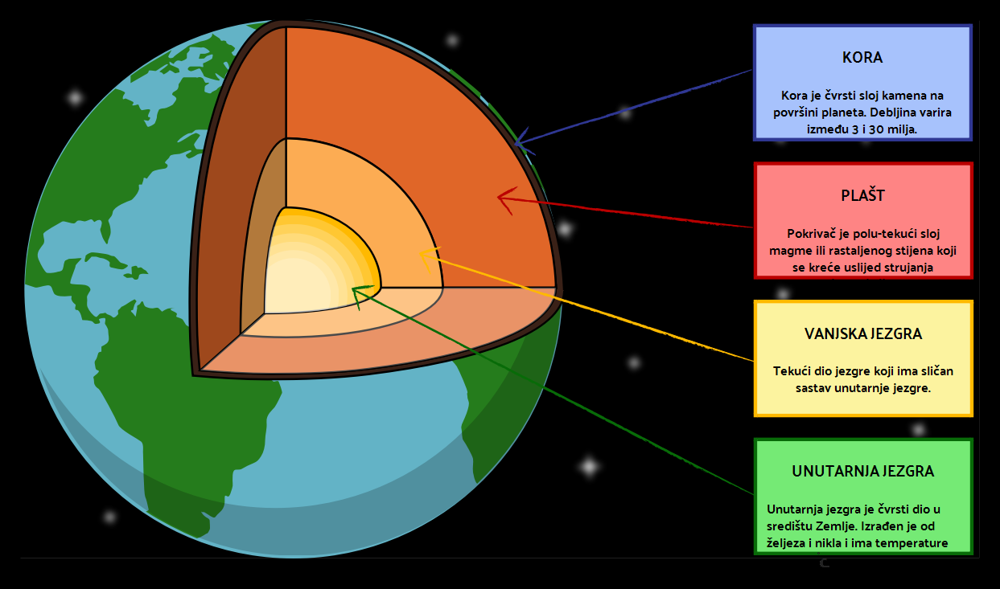 KORA
Kora je čvrsti sloj kamena na
površini planeta. Debljina varira
između 3 i 30 milja.
PLAŠT
Pokrivač je polu-tekući sloj
magme ili rastaljenog stijena koji
se kreće uslijed strujanja
VANJSKA JEZGRA
Tekući dio jezgre koji ima sličan
sastav unutarnje jezgre.
UNUTARNJA JEZGRA
Unutarnja jezgra je čvrsti dio u
središtu Zemlje. Izrađen je od
željeza i nikla i ima temperature